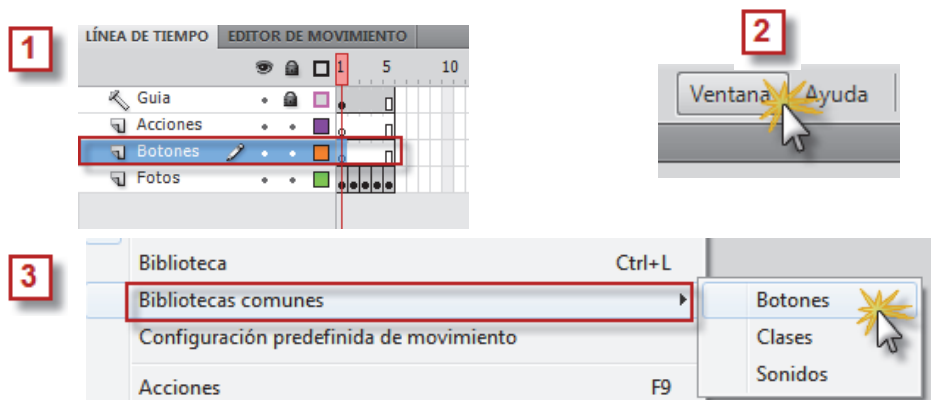 1
LÍNEA DE TIEMPO EDITOR DE MOVIMIENTO
1 5 10
Guia
Acciones
Botones
Fotos
2
Ventana Ayuda
3
Biblioteca Ctrl+L
Bibliotecas comunes
Configuración predefinida de movimiento
Acciones F9
Botones
Clases
Sonidos